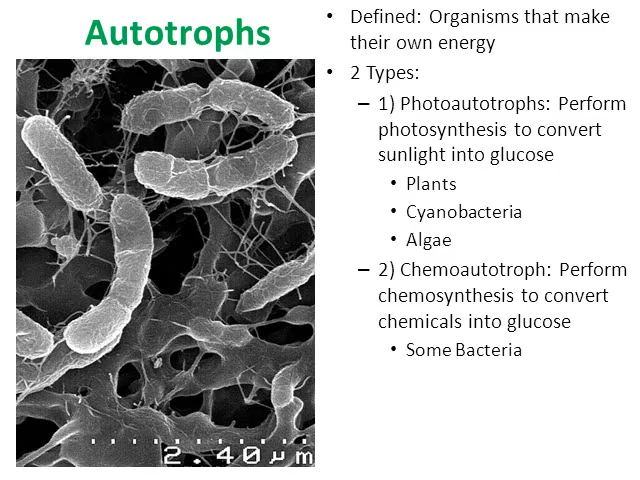 Autotrophs
• Defined: Organisms that make
their own energy
• 2 Types:
– 1) Photoautotrophs: Perform
photosynthesis to convert
sunlight into glucose
• Plants
• Cyanobacteria
• Algae
– 2) Chemoautotroph: Perform
chemosynthesis to convert
chemicals into glucose
• Some Bacteria
2.40µm